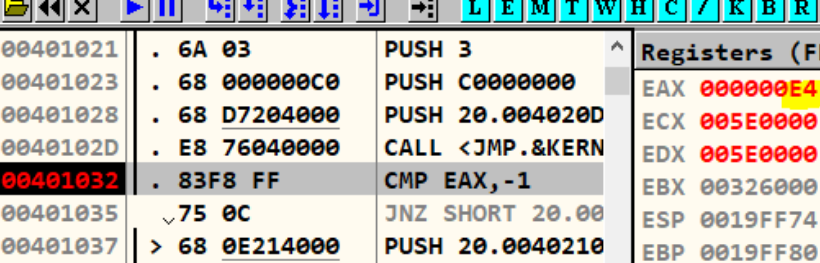 L E M T W H C / K B R
00401021 . 6A 03 PUSH 3 Registers (F
00401023 . 68 000000C0 PUSH C0000000 EAX 000000E4
00401028 . 68 D7204000 PUSH 20.004020D ECX 005E0000
0040102D . E8 76040000 CALL <JMP.&KERN EDX 005E0000
00401032 . 83F8 FF CMP EAX,-1 EBX 00326000
00401035 75 0C JNZ SHORT 20.00 ESP 0019FF74
00401037 > 68 0E214000 PUSH 20.0040210 EBP 0019FF80